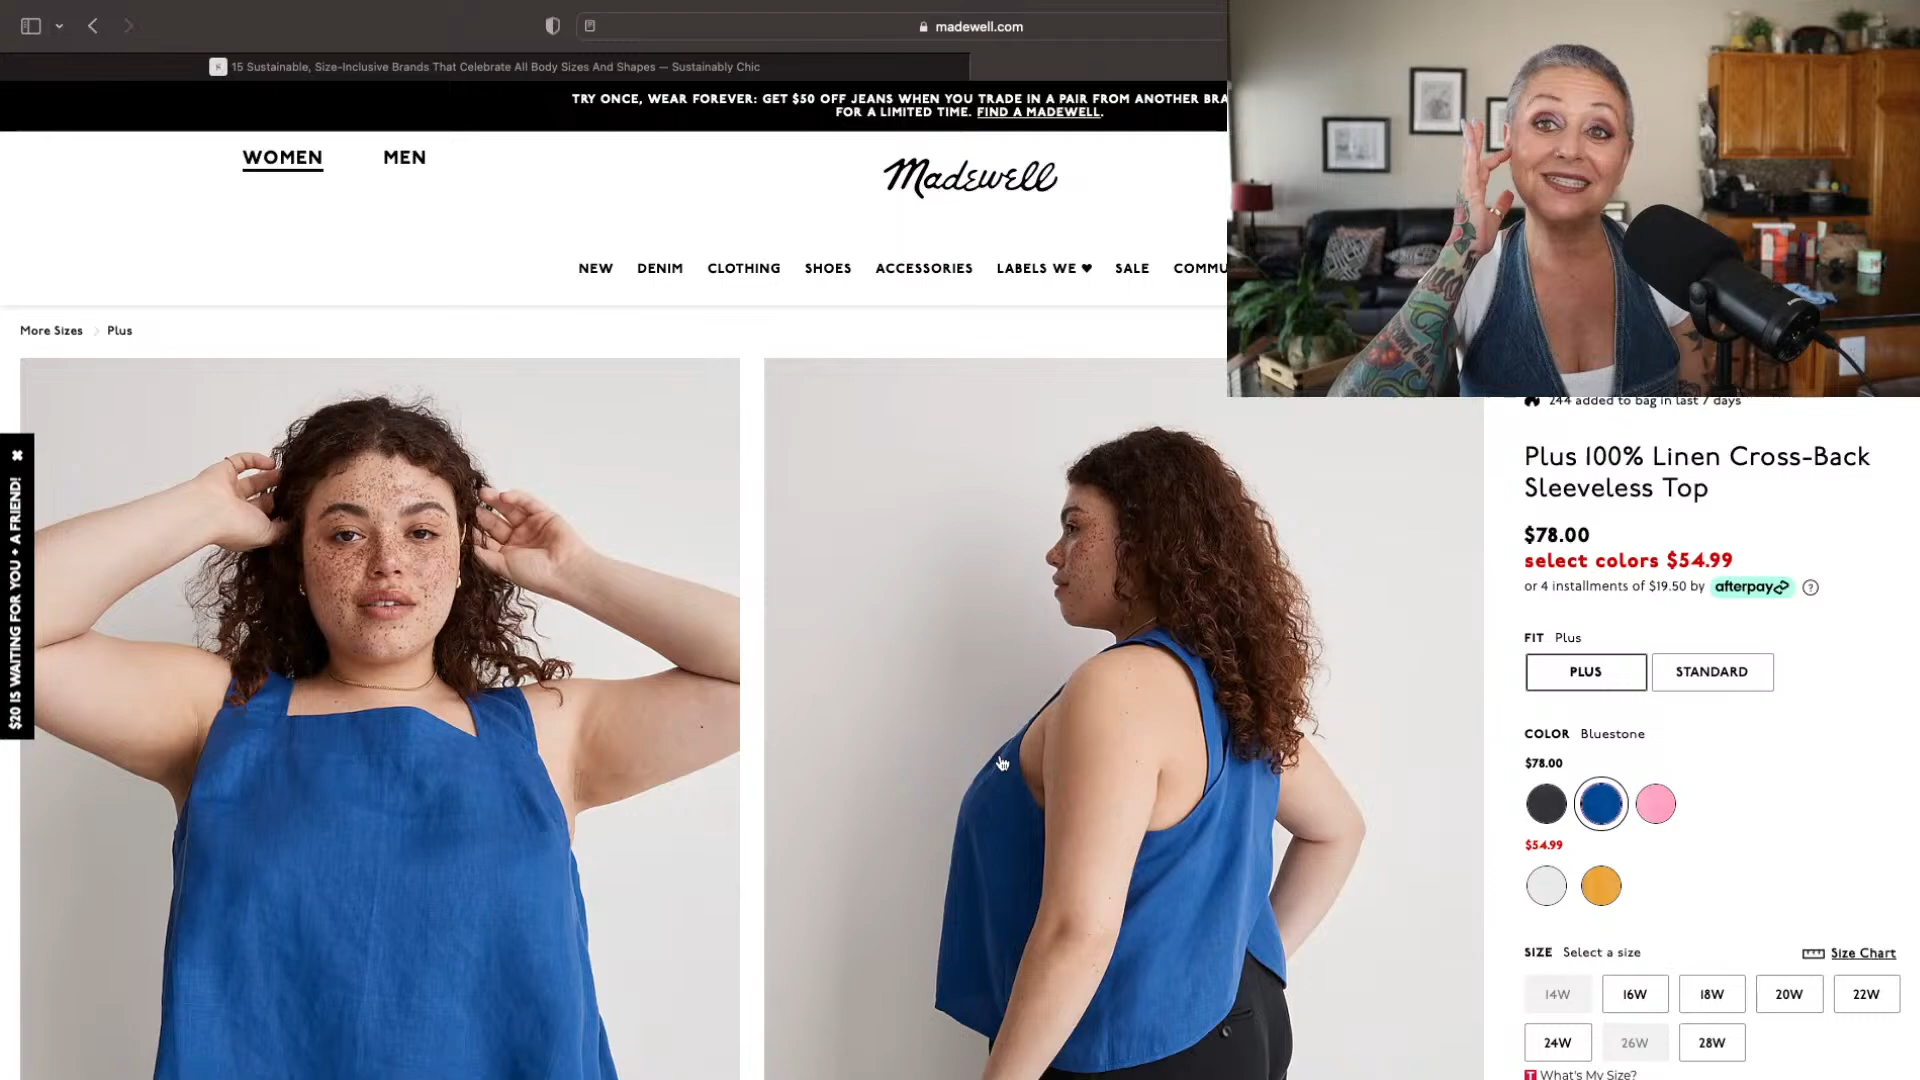 madewell.com
15 Sustainable, Size-Inclusive Brands That Celebrate All Body Sizes And Shapes — Sustainably Chic
TRY ONCE, WEAR FOREVER: GET $50 OFF JEANS WHEN YOU TRADE IN A PAIR FROM ANOTHER BRA
FOR A LIMITED TIME. FIND A MADEWELL.
WOMEN MEN
Madewell
NEW DENIM CLOTHING SHOES ACCESSORIES LABELS WE ♥ SALE COMMU
More Sizes > Plus
$20 IS WAITING FOR YOU + A FRIEND!
244 added to bag in last 7 days
Plus 100% Linen Cross-Back
Sleeveless Top
$78.00
select colors $54.99
or 4 installments of $19.50 by afterpay ?
FIT Plus
PLUS STANDARD
COLOR Bluestone
$78.00
$54.99
SIZE Select a size Size Chart
14W 16W 18W 20W 22W
24W 26W 28W
T What's My Size?